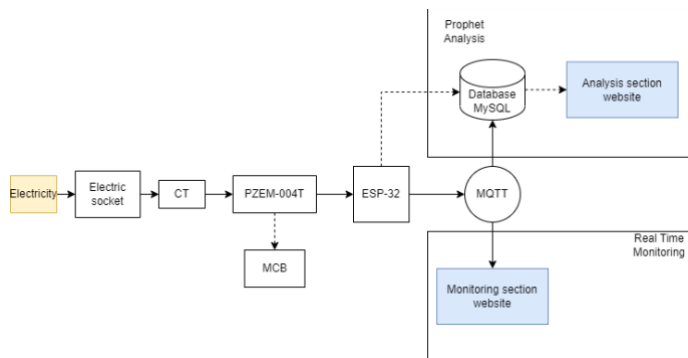 Prophet
Analysis
Database
MySQL
Analysis section
website
Electricity
Electric
socket
CT
PZEM-004T
ESP-32
MQTT
MCB
Real Time
Monitoring
Monitoring section
website